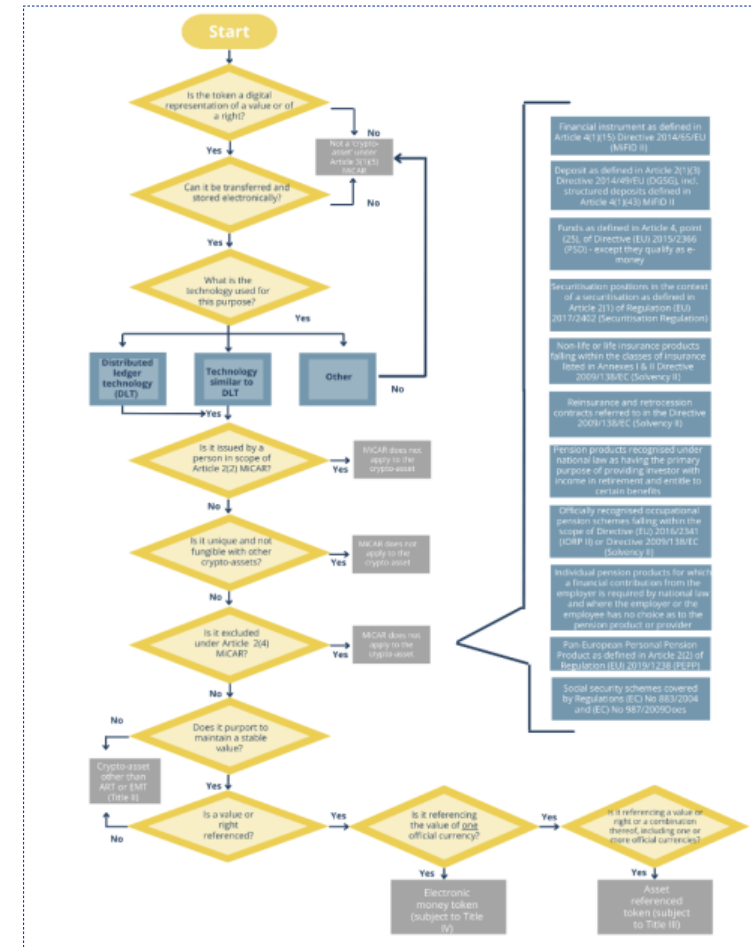 Start
Is the token a digital
representation of a value or of
a right?
No
Not a crypto-
asset under
Article 3(1)(5)
MiCAR
Yes
Can it be transferred and
stored electronically?
No
Yes
What is the
technology used for
this purpose?
Yes
Distributed
ledger
technology
(DLT)
Technology
similar to
DLT
Other
No
Yes
Is it issued by a
person in scope of
Article 2(2) MiCAR?
Yes
MiCAR does not
apply to the
crypto-asset
No
Is it unique and not
fungible with other
crypto-assets?
Yes
MiCAR does not
apply to the
crypto asset
No
Is it excluded
under Article 2(4)
MiCAR?
Yes
MiCAR does not
apply to the
crypto-asset
No
Does it purport to
maintain a stable
value?
No
Crypto-asset
other than
ART or EMT
(Title II)
Yes
Is a value or
right
referenced?
No
Yes
Is it referencing
the value of one
official currency?
Yes
Yes
Electronic
money token
(subject to Title
IV)
Is it referencing a value or
right or a combination
thereof, including one or
more official currencies?
Yes
Asset
referenced
token (subject
to Title III)
Financial instrument as defined in
Article 4(1)(15) Directive 2014/65/EU
(MiFID II)
Deposit as defined in Article 2(1)(3)
Directive 2014/49/EU (DGSG), incl.
structured deposits defined in
Article 4(1)(43) MiFID II
Funds as defined in Article 4, point
(25), of Directive (EU) 2015/2366
(PSD) - except they qualify as e-
money
Securitisation positions in the context
of a securitisation as defined in
Article 2(1) of Regulation (EU)
2017/2402 (Securitisation Regulation)
Non-life or life insurance products
falling within the classes of insurance
listed in Annexes I & II Directive
2009/138/EC (Solvency II)
Reinsurance and retrocession
contracts referred to in the Directive
2009/138/EC (Solvency II)
Pension products recognised under
national law as having the primary
purpose of providing investor with
income in retirement and entitle to
certain benefits
Officially recognised occupational
pension schemes falling within the
scope of Directive (EU) 2016/2341
(IORP II) or Directive 2009/138/EC
(Solvency II)
Individual pension products for which
a financial contribution from the
employer is required by national law
and where the employer or the
employee has no choice as to the
pension product or provider
Pan-European Personal Pension
Product as defined in Article 2(2) of
Regulation (EU) 2019/1238 (PEPP)
Social security schemes covered
by Regulations (EC) No 883/2004
and (EC) No 987/2009Does